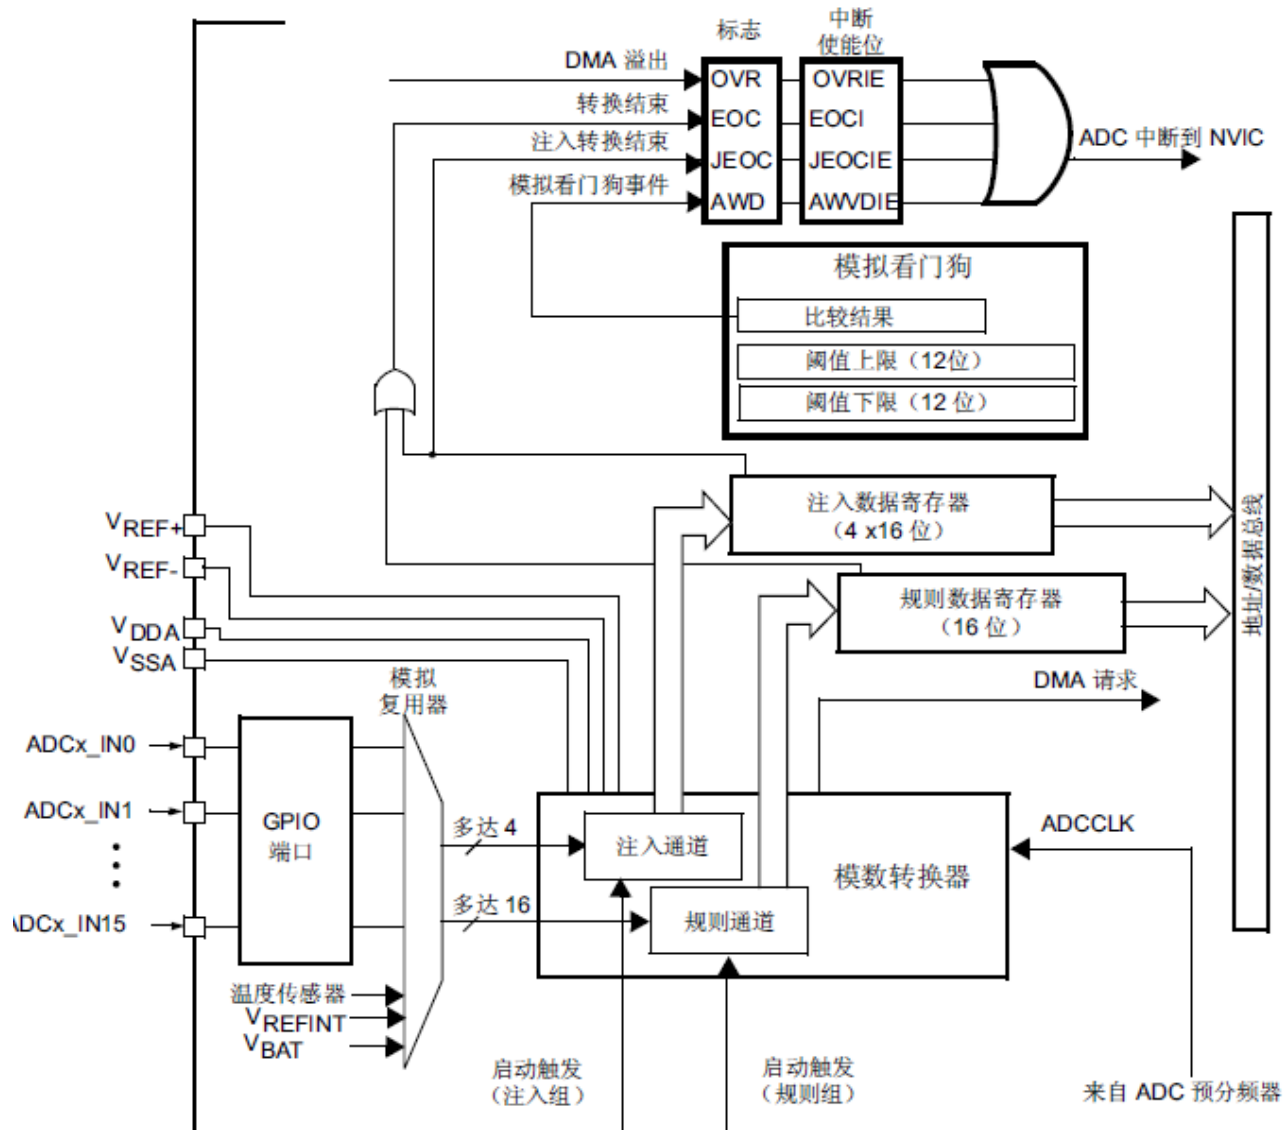 标志
中断
使能位
DMA 溢出
OVR
OVRIE
转换结束
EOC
EOCI
注入转换结束
JEOC
JEOCIE
ADC 中断到 NVIC
模拟看门狗事件
AWD
AWVDIE
模拟看门狗
比较结果
阈值上限（12位）
阈值下限（12 位）
注入数据寄存器
（4 x16 位）
规则数据寄存器
（16 位）
地址/数据总线
VREF+
VREF-
VDDA
VSSA
DMA 请求
模拟
复用器
ADCx_IN0
ADCx_IN1
ADCx_IN15
GPIO
端口
多达 4
多达 16
注入通道
规则通道
模数转换器
ADCCLK
温度传感器
VREFINT
VBAT
启动触发
（注入组）
启动触发
（规则组）
来自 ADC 预分频器